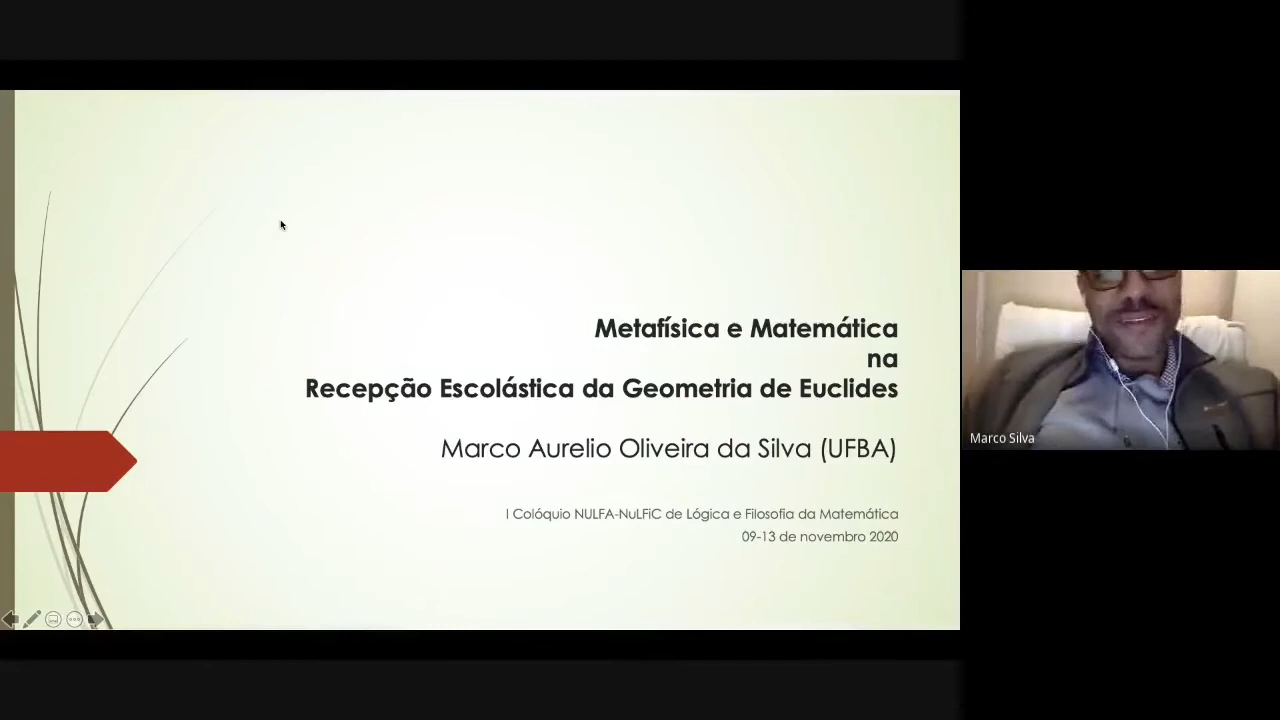 Metafísica e Matemática
na
Recepção Escolástica da Geometria de Euclides
Marco Aurelio Oliveira da Silva (UFBA)
I Colóquio NULFA-NuLFiC de Lógica e Filosofia da Matemática
09-13 de novembro 2020
Marco Silva